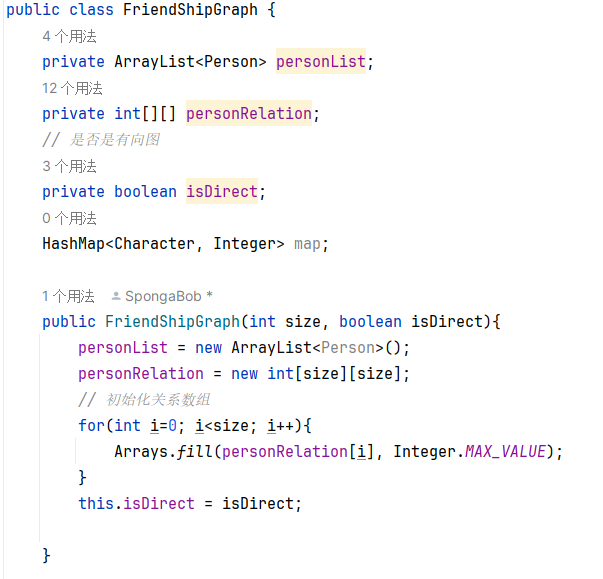 public class FriendShipGraph {
4 个用法
private ArrayList<Person> personList;
12 个用法
private int[][] personRelation;
// 是否是有向图
3 个用法
private boolean isDirect;
0 个用法
HashMap<Character, Integer> map;
1 个用法 SpongaBob *
public FriendShipGraph(int size, boolean isDirect){
personList = new ArrayList<Person>();
personRelation = new int[size][size];
// 初始化关系数组
for(int i=0; i<size; i++){
Arrays.fill(personRelation[i], Integer.MAX_VALUE);
}
this.isDirect = isDirect;
}